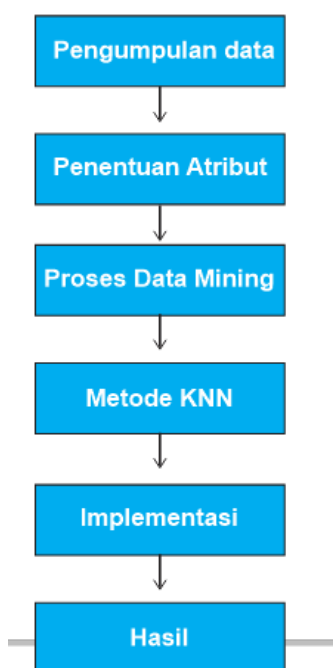 Pengumpulan data
Penentuan Atribut
Proses Data Mining
Metode KNN
Implementasi
Hasil